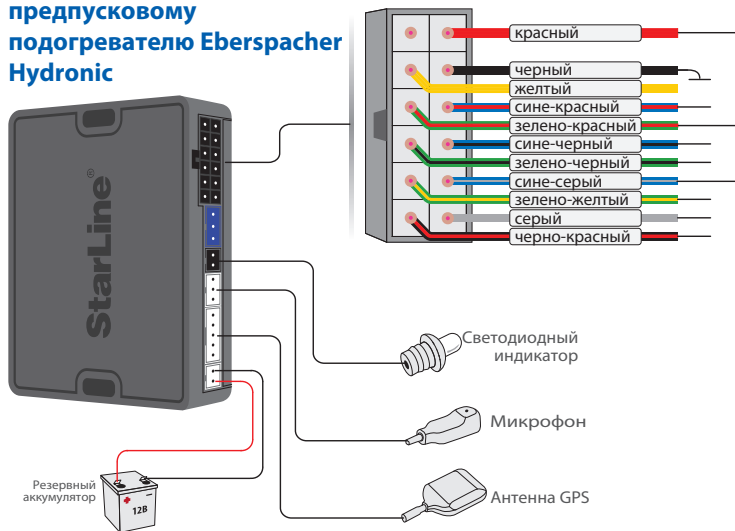 предпусковому
подогревателю Eberspacher
Hydronic
красный
черный
желтый
сине-красный
зелено-красный
сине-черный
зелено-черный
сине-серый
зелено-желтый
серый
черно-красный
StarLine®
Светодиодный
индикатор
Микрофон
Антенна GPS
Резервный
аккумулятор
12В